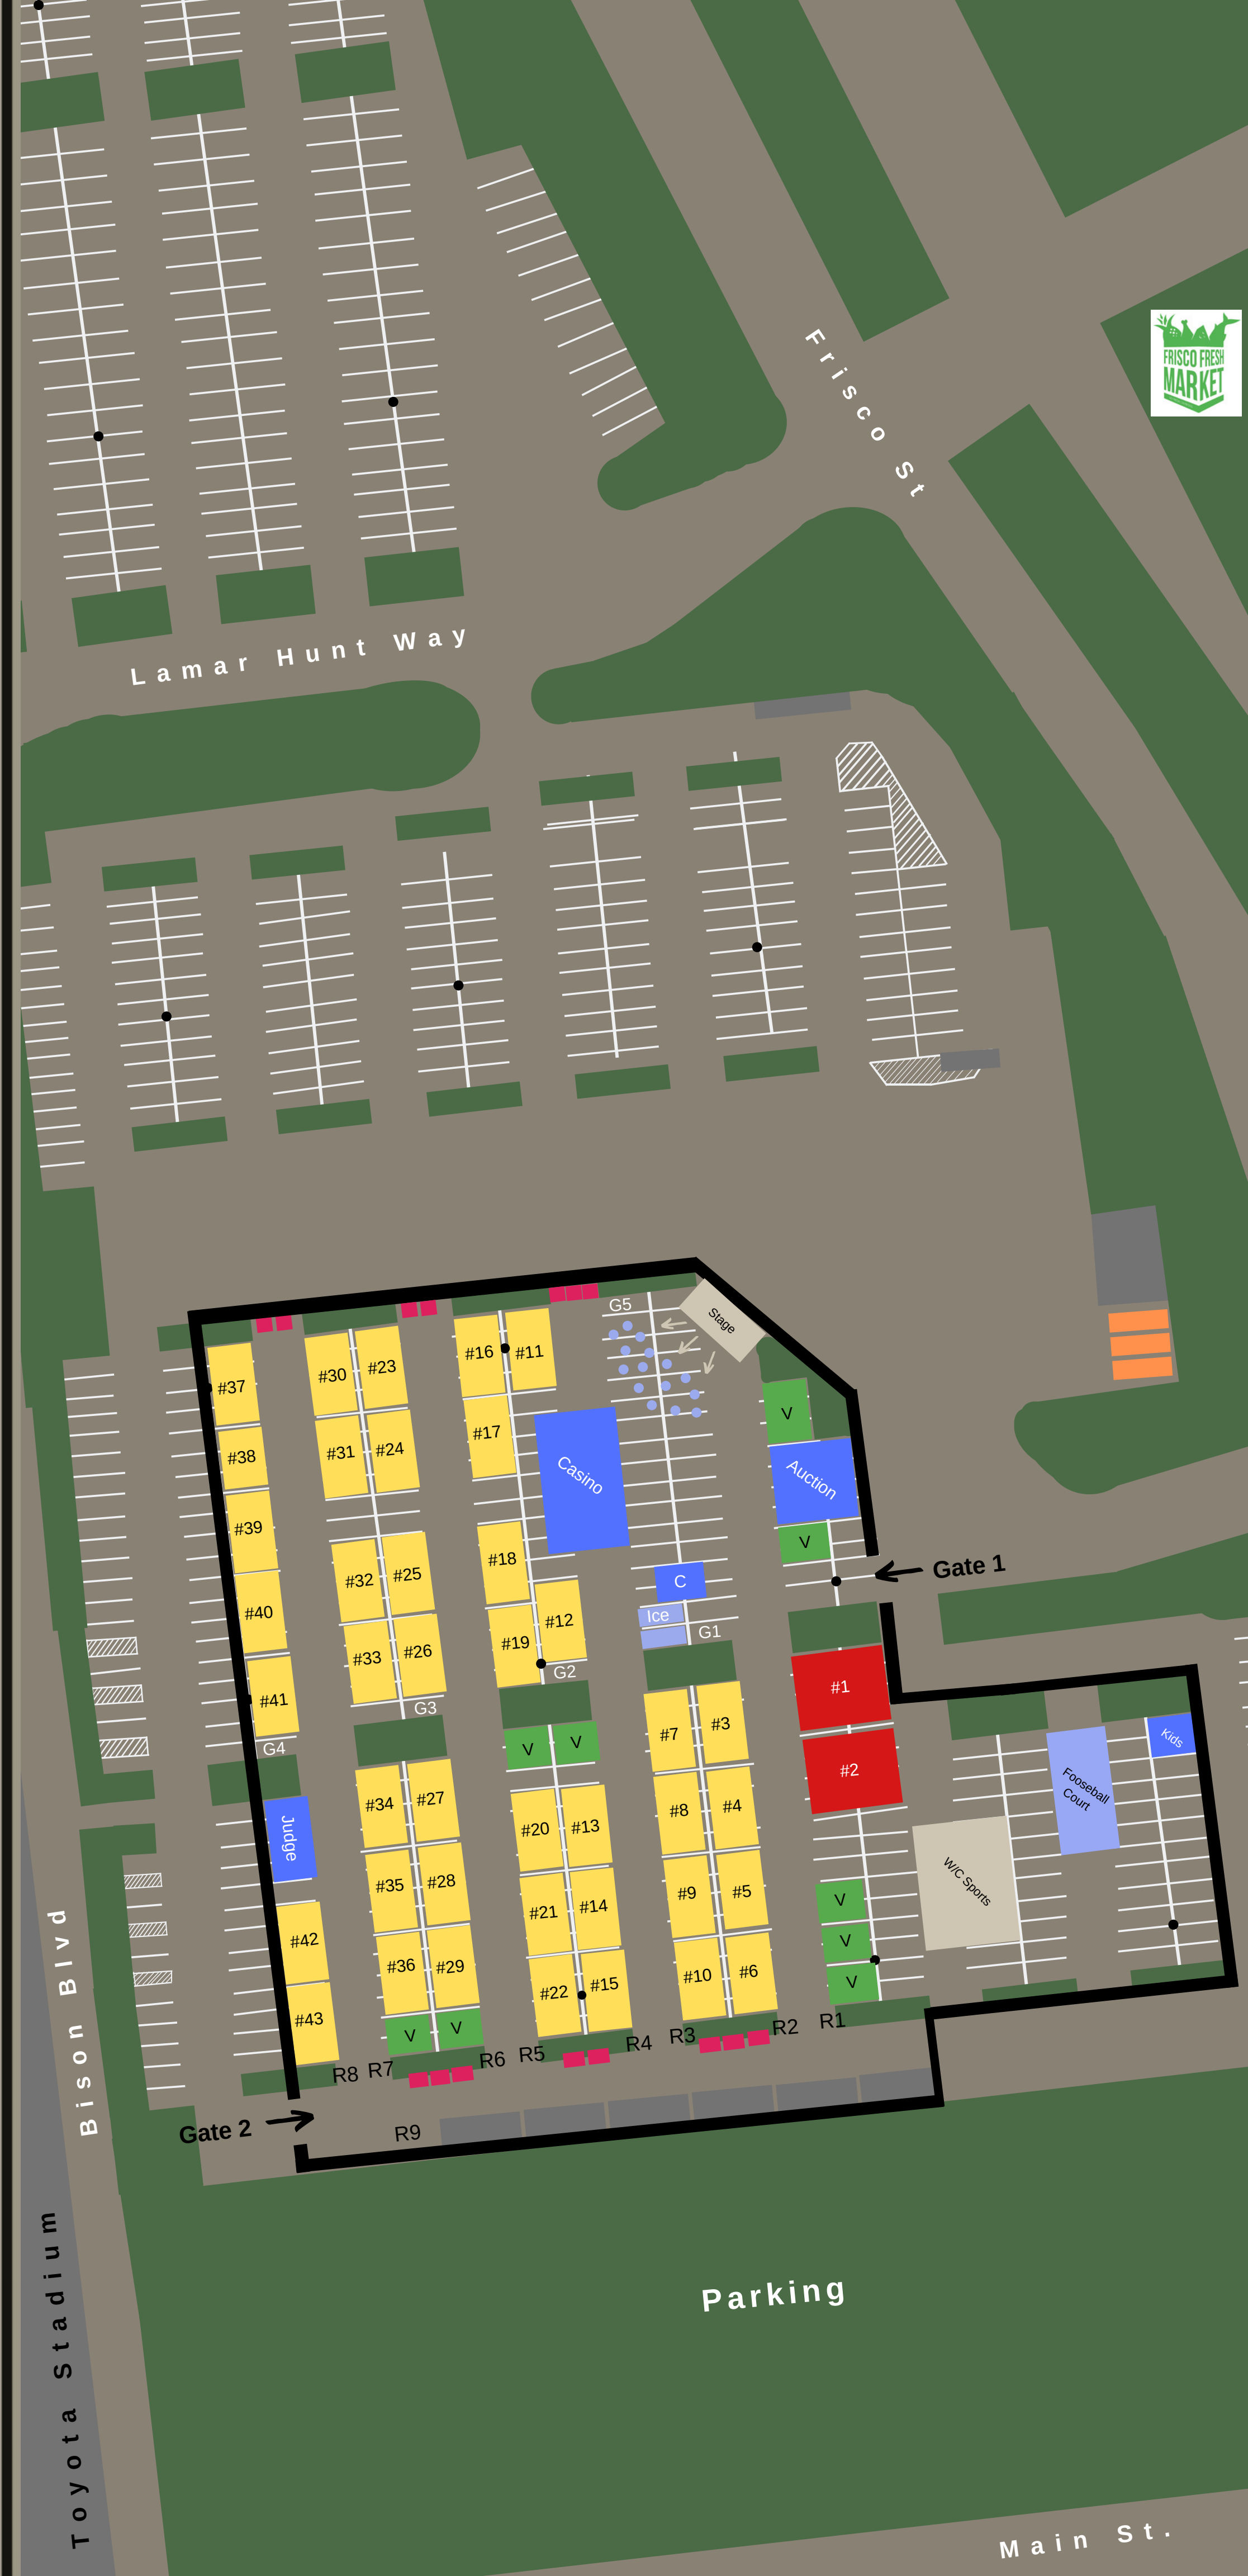 Frisco St
FRISCO FRESH
MARKET
Lamar Hunt Way
G5
Stage
#16
#11
#30
#23
#37
V
#17
#31
#24
#38
Casino
Auction
#39
V
#18
#32
#25
C
Gate 1
#40
Ice
#12
#19
G1
#33
#26
G2
#41
#1
G3
#7
#3
G4
V
V
Kids
#2
#34
#27
#8
#4
Fooseball
Court
#20
#13
Judge
#35
#28
#9
#5
W/C Sports
V
#21
#14
#42
V
#36
#29
#10
#6
V
#22
#15
#43
V
V
R8
R7
R6
R5
R4
R3
R2
R1
Gate 2
R9
Bison Blvd
Toyota Stadium
Parking
Main St.